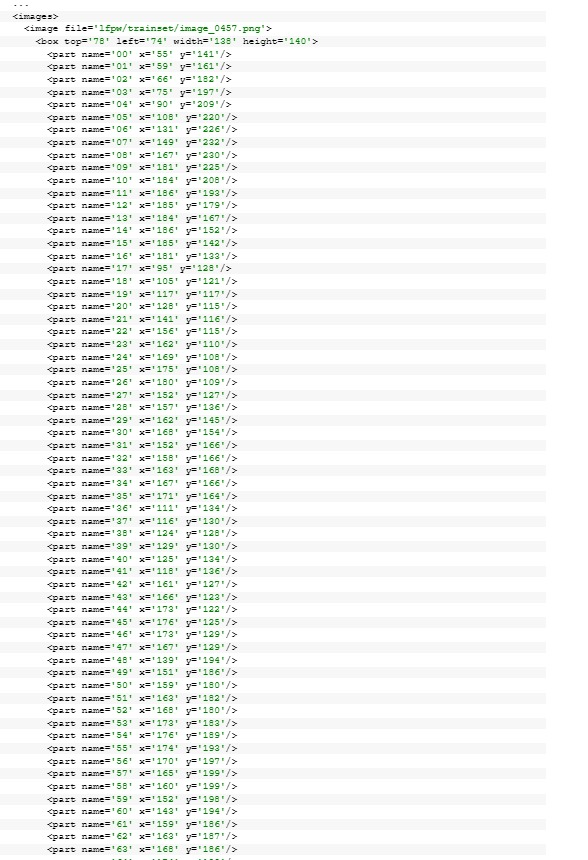 ...
<images>
<image file='lfpw/trainset/image_0457.png'>
<box top='78' left='74' width='138' height='140'>
<part name='00' x='55' y='141'/>
<part name='01' x='59' y='161'/>
<part name='02' x='66' y='182'/>
<part name='03' x='75' y='197'/>
<part name='04' x='90' y='209'/>
<part name='05' x='108' y='220'/>
<part name='06' x='131' y='226'/>
<part name='07' x='149' y='232'/>
<part name='08' x='167' y='230'/>
<part name='09' x='181' y='225'/>
<part name='10' x='184' y='208'/>
<part name='11' x='186' y='193'/>
<part name='12' x='185' y='179'/>
<part name='13' x='184' y='167'/>
<part name='14' x='186' y='152'/>
<part name='15' x='185' y='142'/>
<part name='16' x='181' y='133'/>
<part name='17' x='95' y='128'/>
<part name='18' x='105' y='121'/>
<part name='19' x='117' y='117'/>
<part name='20' x='128' y='115'/>
<part name='21' x='141' y='116'/>
<part name='22' x='156' y='115'/>
<part name='23' x='162' y='110'/>
<part name='24' x='169' y='108'/>
<part name='25' x='175' y='108'/>
<part name='26' x='180' y='109'/>
<part name='27' x='152' y='127'/>
<part name='28' x='157' y='136'/>
<part name='29' x='162' y='145'/>
<part name='30' x='168' y='154'/>
<part name='31' x='152' y='166'/>
<part name='32' x='158' y='166'/>
<part name='33' x='163' y='168'/>
<part name='34' x='167' y='166'/>
<part name='35' x='171' y='164'/>
<part name='36' x='111' y='134'/>
<part name='37' x='116' y='130'/>
<part name='38' x='124' y='128'/>
<part name='39' x='129' y='130'/>
<part name='40' x='125' y='134'/>
<part name='41' x='118' y='136'/>
<part name='42' x='161' y='127'/>
<part name='43' x='166' y='123'/>
<part name='44' x='173' y='122'/>
<part name='45' x='176' y='125'/>
<part name='46' x='173' y='129'/>
<part name='47' x='167' y='129'/>
<part name='48' x='139' y='194'/>
<part name='49' x='151' y='186'/>
<part name='50' x='159' y='180'/>
<part name='51' x='163' y='182'/>
<part name='52' x='168' y='180'/>
<part name='53' x='173' y='183'/>
<part name='54' x='176' y='189'/>
<part name='55' x='174' y='193'/>
<part name='56' x='170' y='197'/>
<part name='57' x='165' y='199'/>
<part name='58' x='160' y='199'/>
<part name='59' x='152' y='198'/>
<part name='60' x='143' y='194'/>
<part name='61' x='159' y='186'/>
<part name='62' x='163' y='187'/>
<part name='63' x='168' y='186'/>